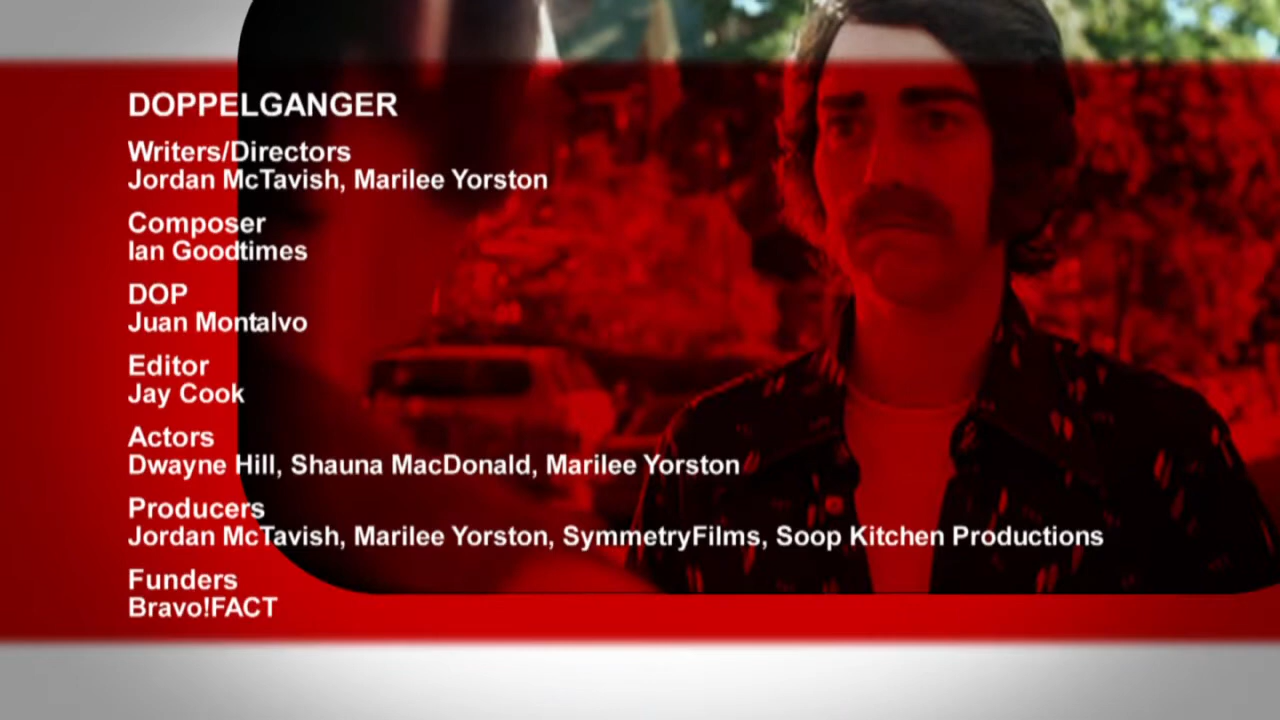 DOPPELGANGER
Writers/Directors
Jordan McTavish, Marilee Yorston
Composer
Ian Goodtimes
DOP
Juan Montalvo
Editor
Jay Cook
Actors
Dwayne Hill, Shauna MacDonald, Marilee Yorston
Producers
Jordan McTavish, Marilee Yorston, SymmetryFilms, Soop Kitchen Productions
Funders
Bravo!FACT